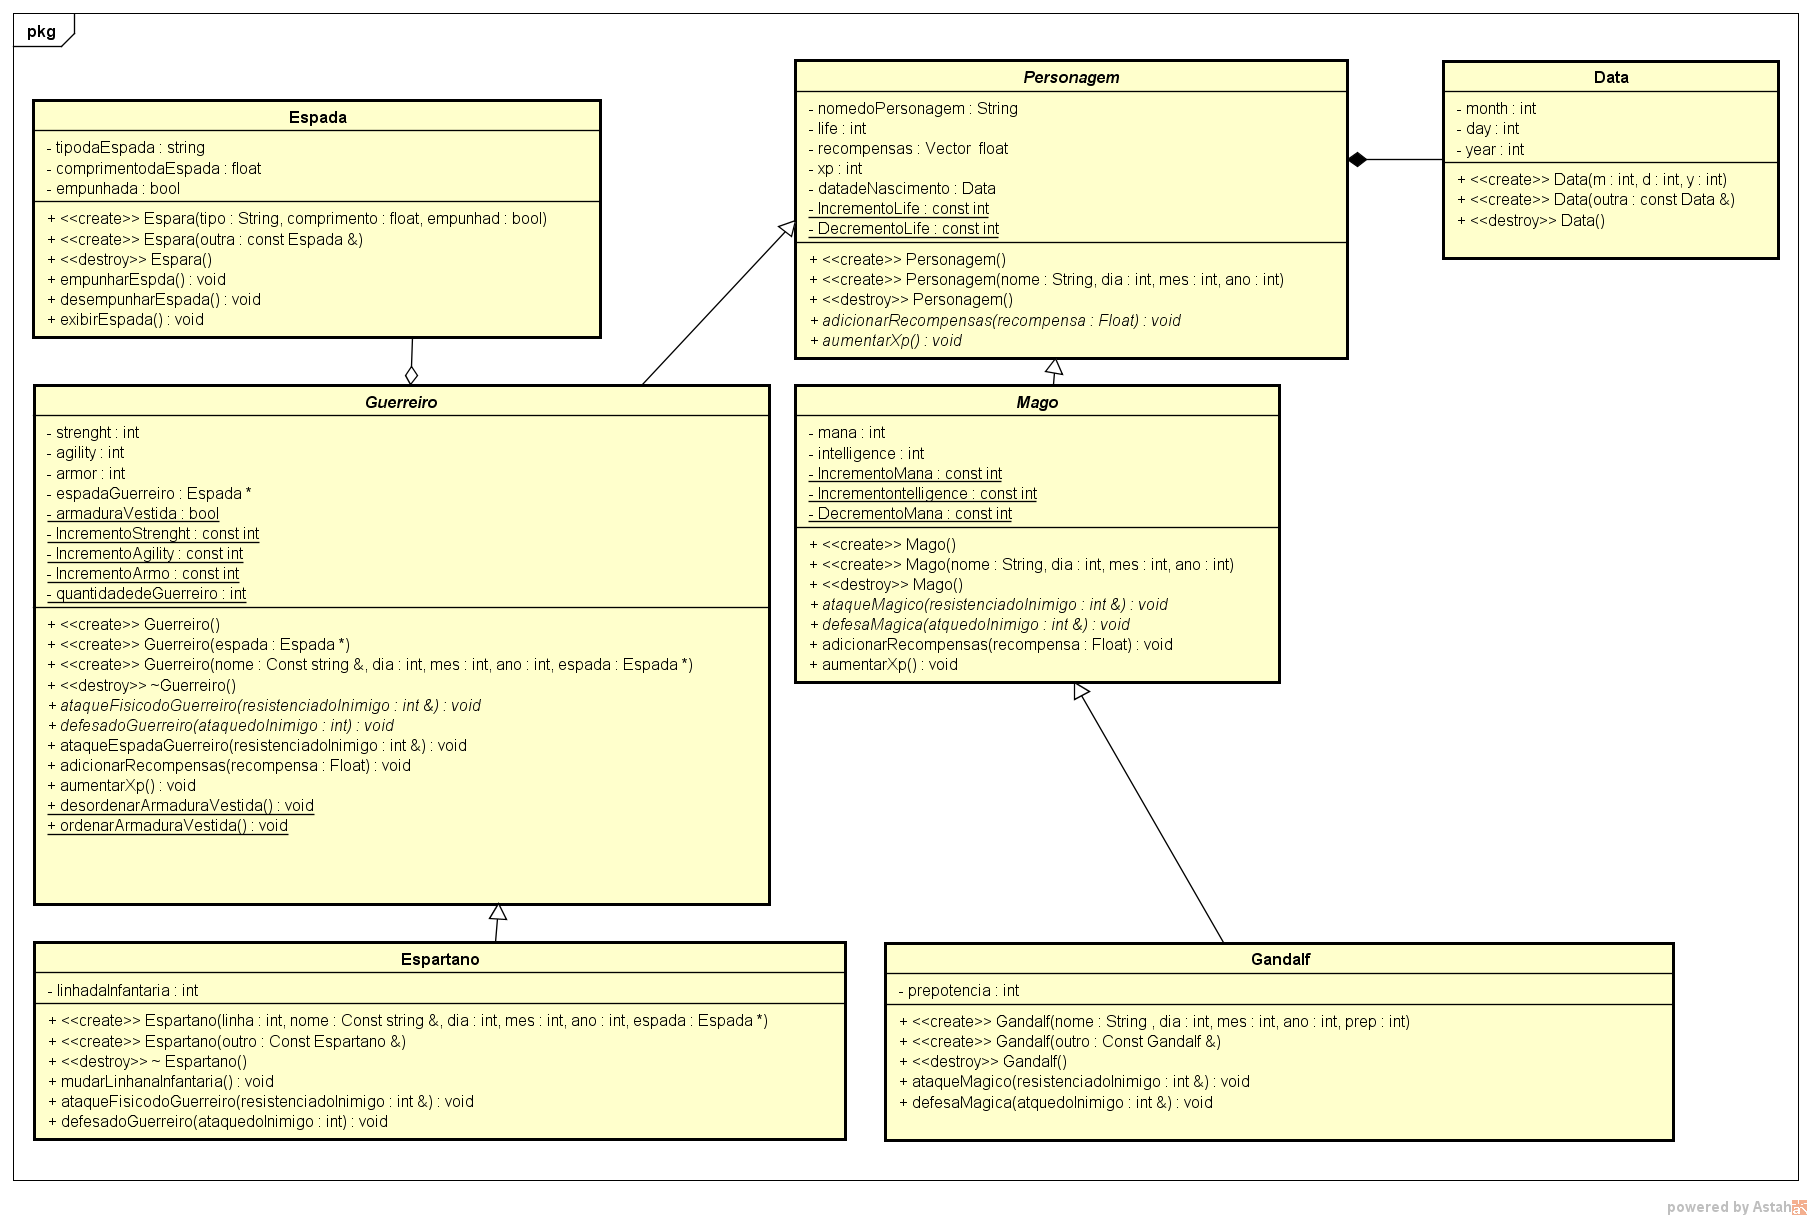 pkg
Espada
- tipodaEspada : string
- comprimentodaEspada : float
- empunhada : bool
+ <<create>> Espara(tipo : String, comprimento : float, empunhad : bool)
+ <<create>> Espara(outra : const Espada &)
+ <<destroy>> Espara()
+ empunharEspda() : void
+ desempunharEspada() : void
+ exibirEspada() : void
Personagem
- nomedoPersonagem : String
- life : int
- recompensas : Vector float
- xp : int
- datadeNascimento : Data
- IncrementoLife : const int
- DecrementoLife : const int
+ <<create>> Personagem()
+ <<create>> Personagem(nome : String, dia : int, mes : int, ano : int)
+ <<destroy>> Personagem()
+ adicionarRecompensas(recompensa : Float) : void
+ aumentarXp() : void
Data
- month : int
- day : int
- year : int
+ <<create>> Data(m : int, d : int, y : int)
+ <<create>> Data(outra : const Data &)
+ <<destroy>> Data()
Guerreiro
- strenght : int
- agility : int
- armor : int
- espadaGuerreiro : Espada *
- armaduraVestida : bool
- IncrementoStrenght : const int
- IncrementoAgility : const int
- IncrementoArmo : const int
- quantidadedeGuerreiro : int
+ <<create>> Guerreiro()
+ <<create>> Guerreiro(espada : Espada *)
+ <<create>> Guerreiro(nome : Const string &, dia : int, mes : int, ano : int, espada : Espada *)
+ <<destroy>> ~Guerreiro()
+ ataqueFisicodoGuerreiro(resistenciadoInimigo : int &) : void
+ defesadoGuerreiro(ataquedoInimigo : int) : void
+ ataqueEspadaGuerreiro(resistenciadoInimigo : int &) : void
+ adicionarRecompensas(recompensa : Float) : void
+ aumentarXp() : void
+ desordenarArmaduraVestida() : void
+ ordenarArmaduraVestida() : void
Mago
- mana : int
- intelligence : int
- IncrementoMana : const int
- Incrementontelligence : const int
- DecrementoMana : const int
+ <<create>> Mago()
+ <<create>> Mago(nome : String, dia : int, mes : int, ano : int)
+ <<destroy>> Mago()
+ ataqueMagico(resistenciadoInimigo : int &) : void
+ defesaMagica(atquedoInimigo : int &) : void
+ adicionarRecompensas(recompensa : Float) : void
+ aumentarXp() : void
Espartano
- linhadaInfantaria : int
+ <<create>> Espartano(linha : int, nome : Const string &, dia : int, mes : int, ano : int, espada : Espada *)
+ <<create>> Espartano(outro : Const Espartano &)
+ <<destroy>> ~ Espartano()
+ mudarLinhanaInfantaria() : void
+ ataqueFisicodoGuerreiro(resistenciadoInimigo : int &) : void
+ defesadoGuerreiro(ataquedoInimigo : int) : void
Gandalf
- prepotencia : int
+ <<create>> Gandalf(nome : String , dia : int, mes : int, ano : int, prep : int)
+ <<create>> Gandalf(outro : Const Gandalf &)
+ <<destroy>> Gandalf()
+ ataqueMagico(resistenciadoInimigo : int &) : void
+ defesaMagica(atquedoInimigo : int &) : void
powered by Astah